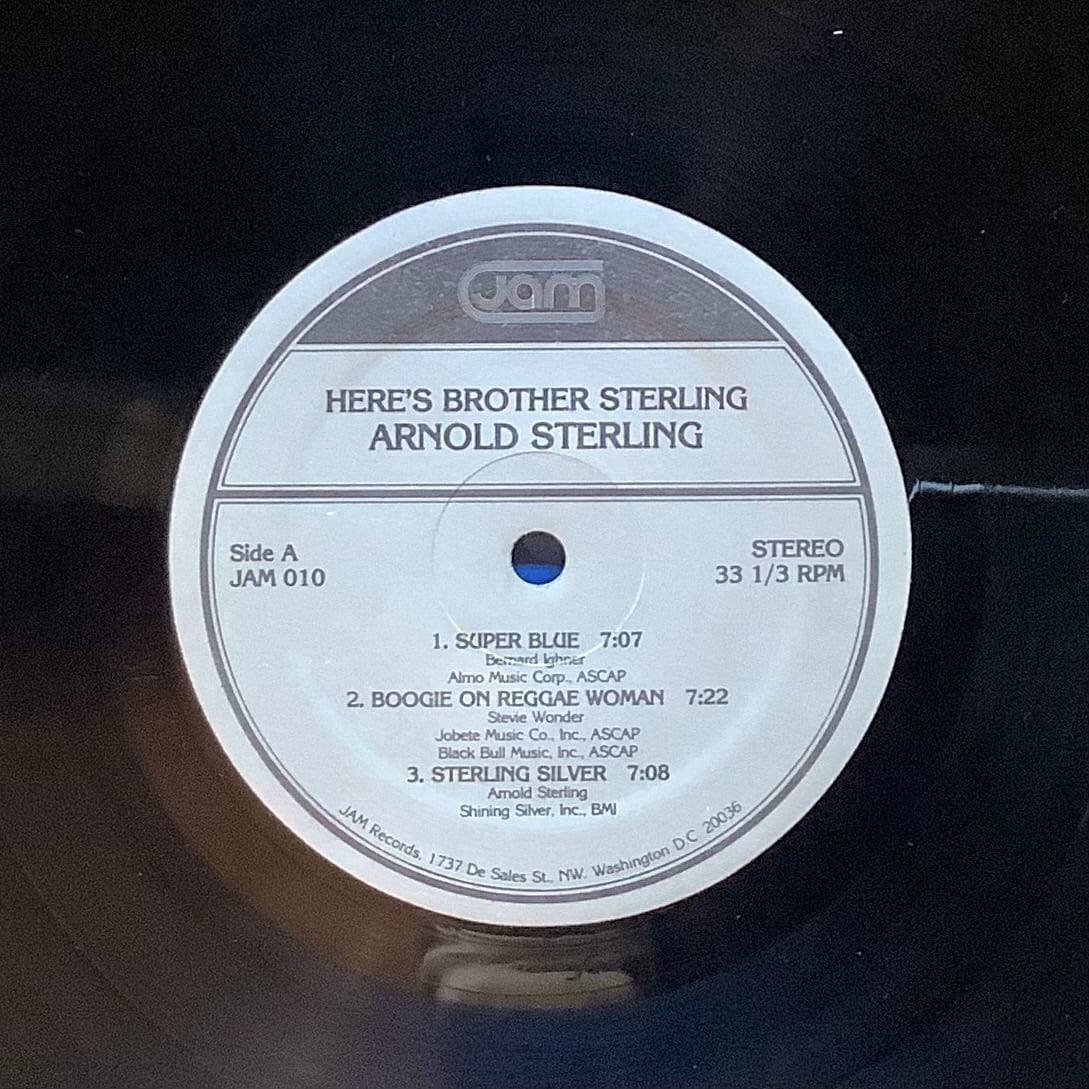 jam
HERE'S BROTHER STERLING
ARNOLD STERLING
Side A
JAM 010
STEREO
33 1/3 RPM
1. SUPER BLUE 7:07
Bernard Ighner
Almo Music Corp., ASCAP
2. BOOGIE ON REGGAE WOMAN 7:22
Stevie Wonder
Jobete Music Co., Inc., ASCAP
Black Bull Music, Inc., ASCAP
3. STERLING SILVER 7:08
Arnold Sterling
Shining Silver, Inc., BMI
JAM Records, 1737 De Sales St., NW. Washington D.C. 20036